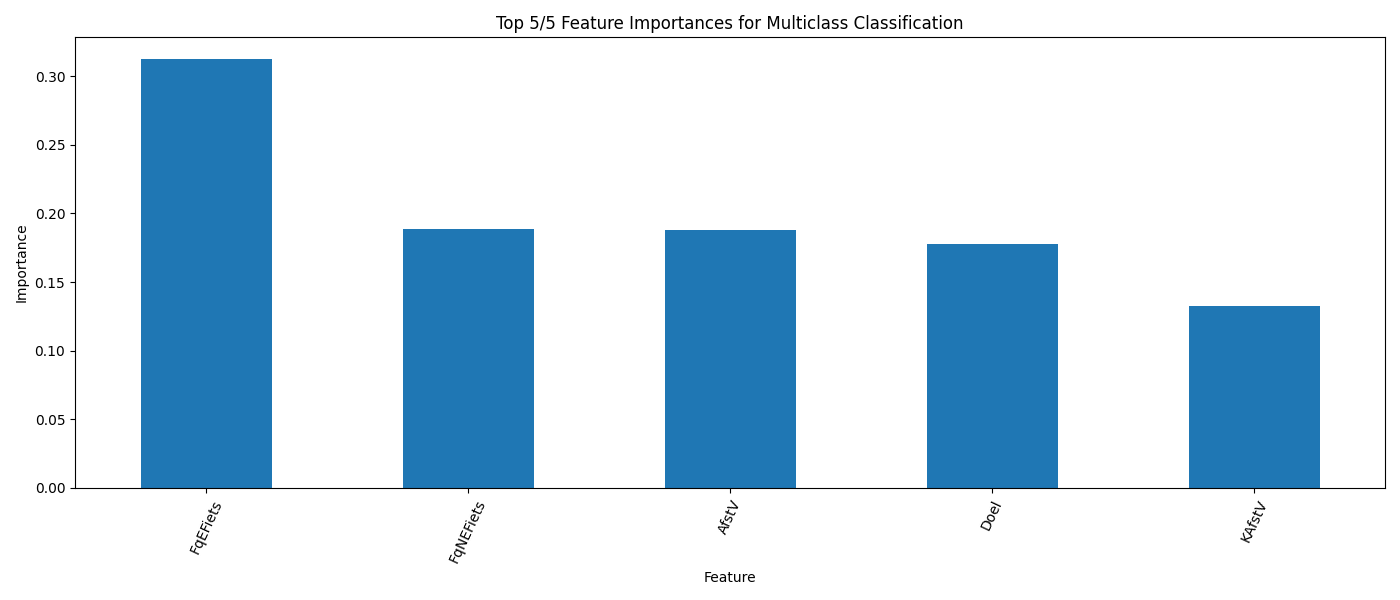 Top 5/5 Feature Importances for Multiclass Classification
Importance
0.30
0.25
0.20
0.15
0.10
0.05
0.00
FqEFiets
FqNEFiets
AfstV
Doel
KAfstV
Feature